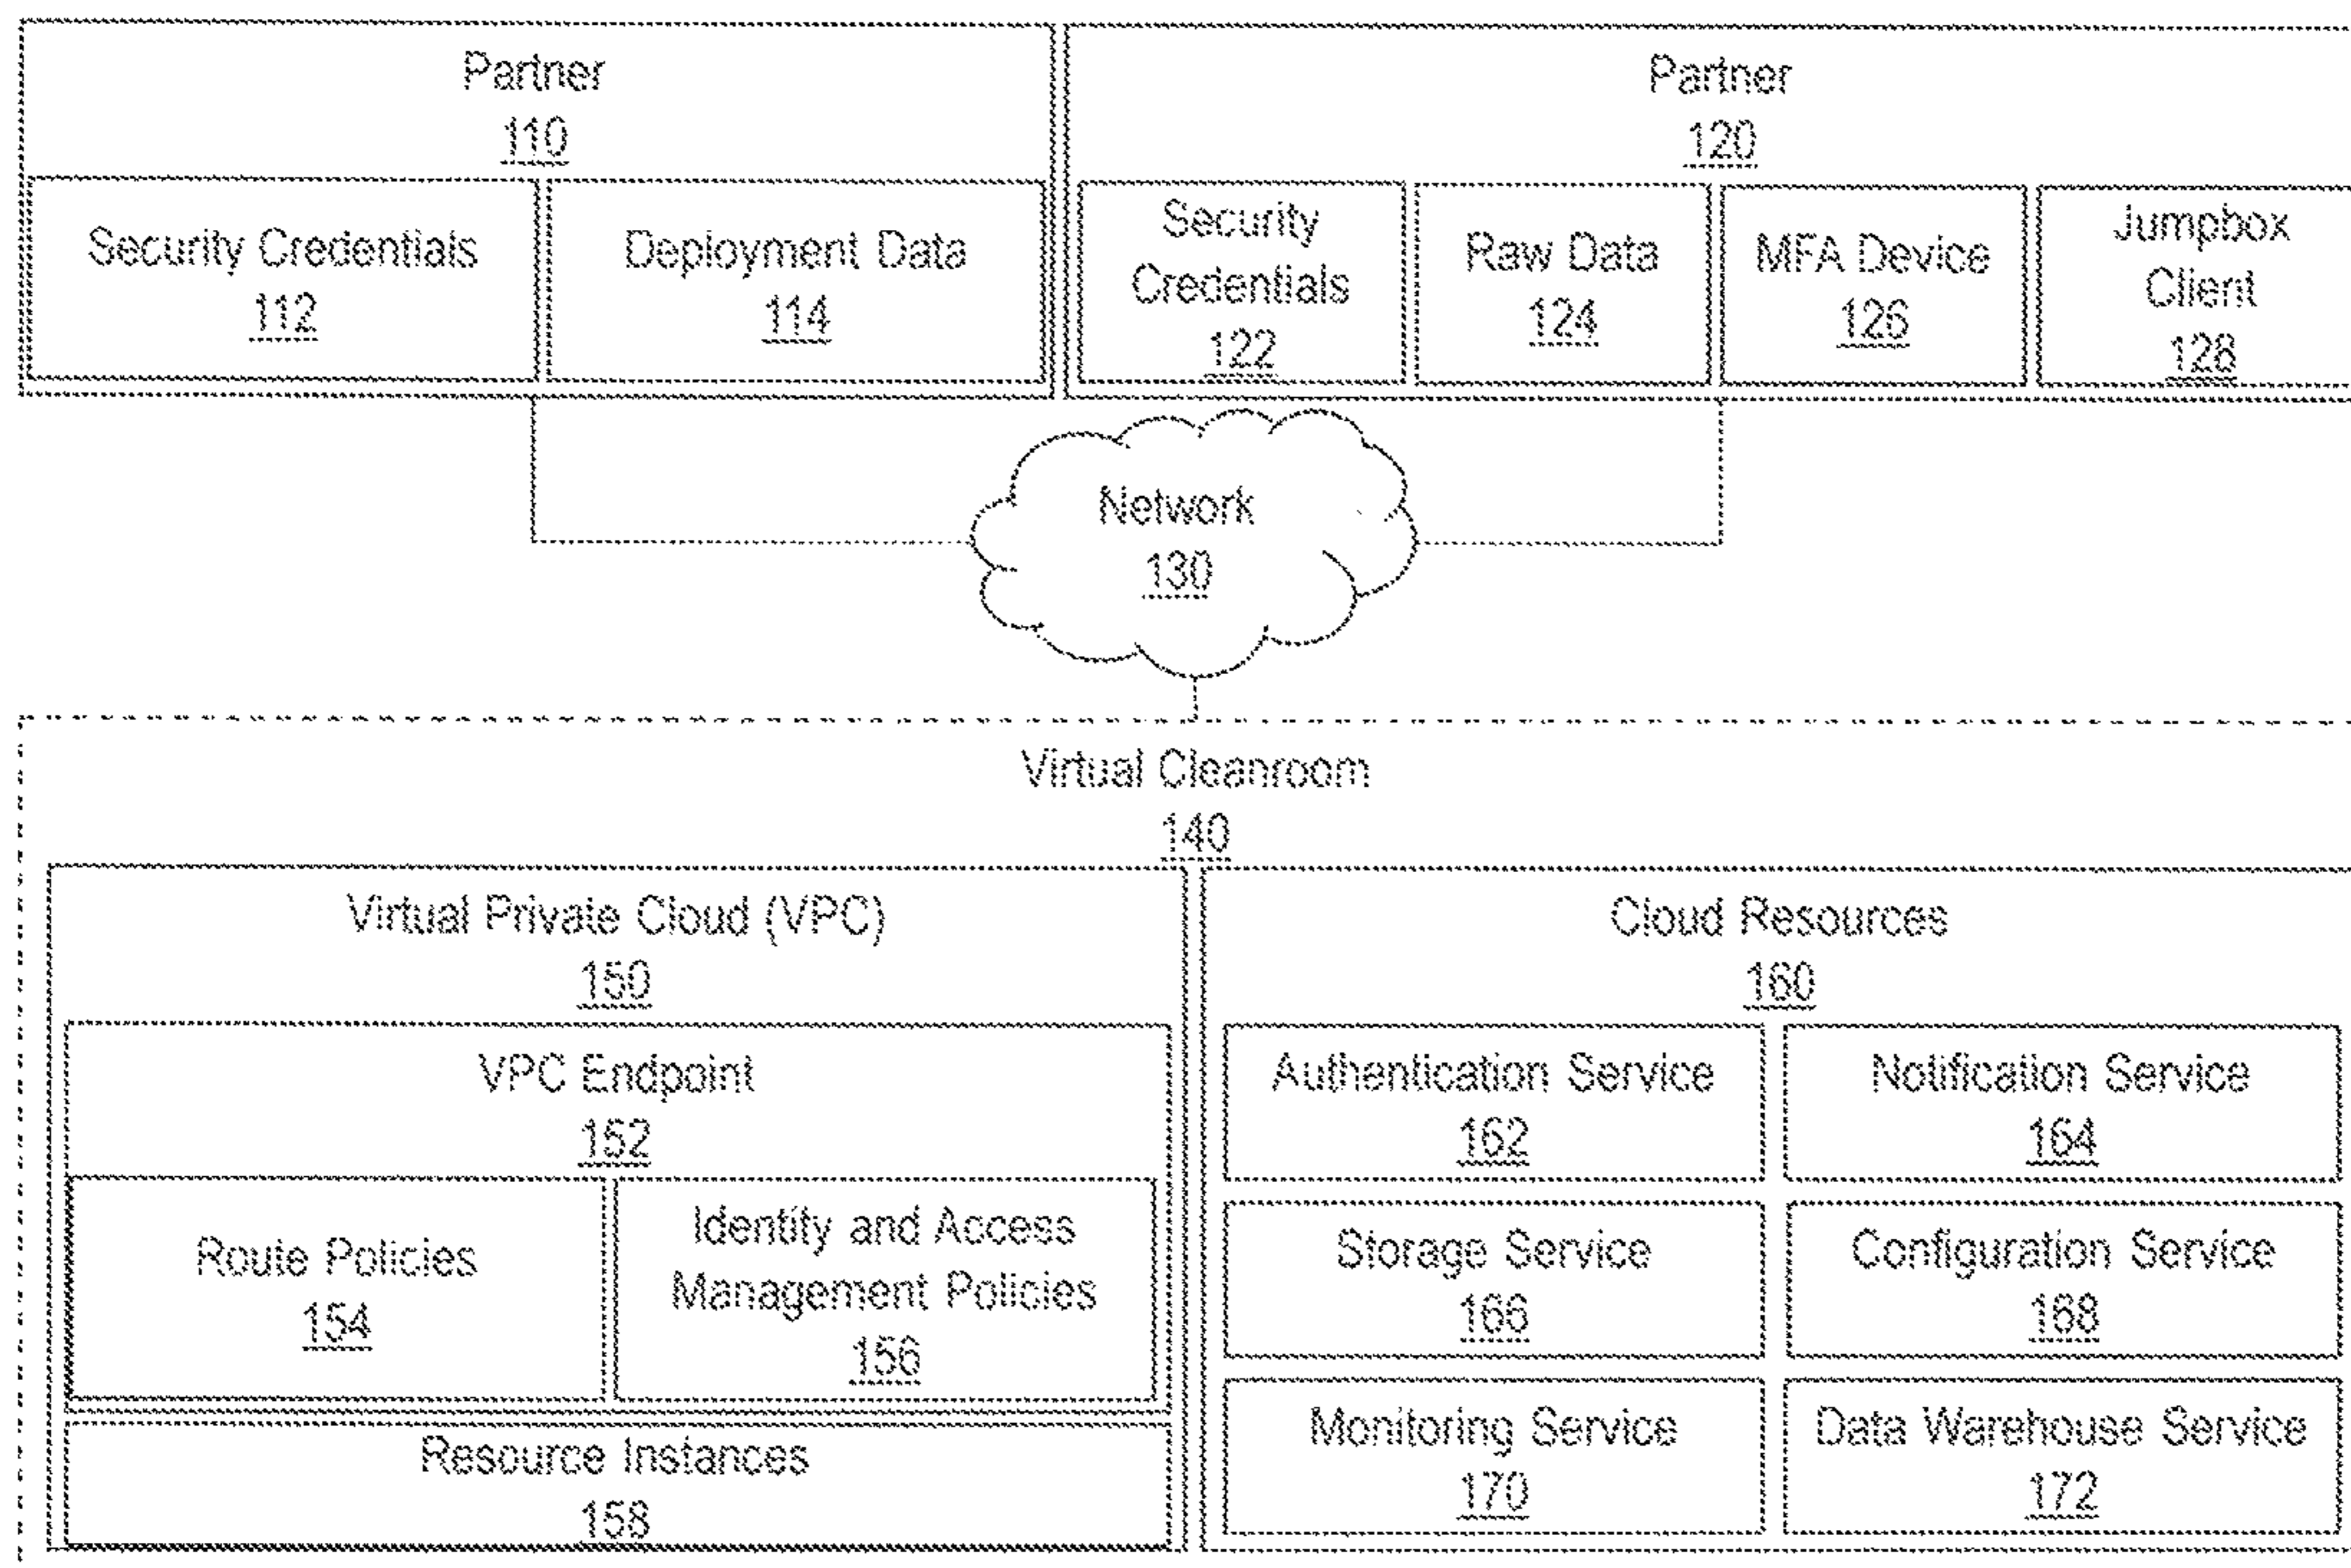 Partner
110
Security Credentials
112
Deployment Data
114
Partner
120
Security
Credentials
122
Raw Data
124
MFA Device
126
Jumpbox
Client
128
Network
130
Virtual Cleanroom
140
Virtual Private Cloud (VPC)
150
VPC Endpoint
152
Route Policies
154
Identity and Access
Management Policies
156
Resource Instances
158
Cloud Resources
160
Authentication Service
162
Notification Service
164
Storage Service
166
Configuration Service
168
Monitoring Service
170
Data Warehouse Service
172